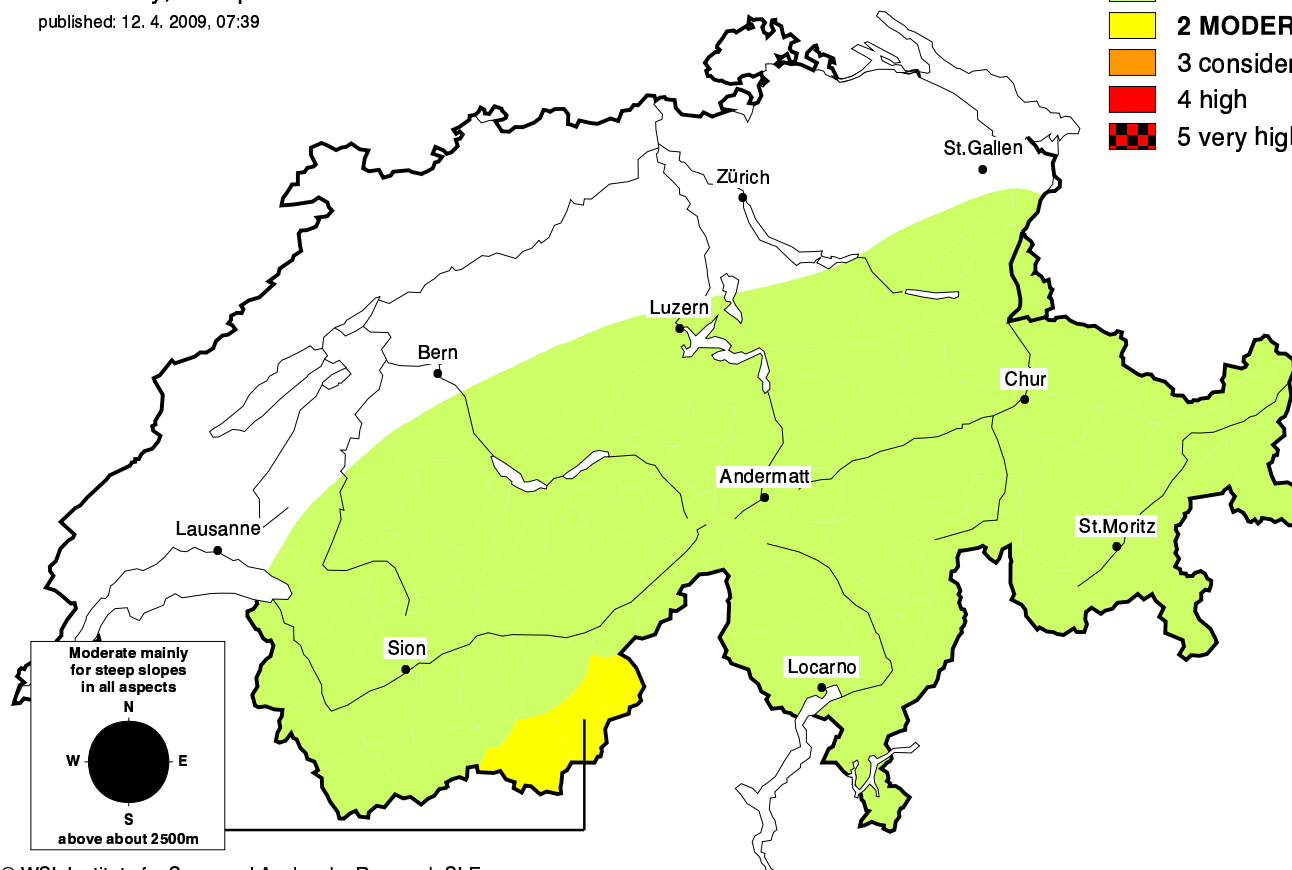 published: 12. 4. 2009, 07:39
2 MODER
3 consider
4 high
5 very high
St.Gallen
Zürich
Luzern
Bern
Chur
Andermatt
Lausanne
St.Moritz
Sion
Locarno
Moderate mainly
for steep slopes
in all aspects
N
W E
S
above about 2500m